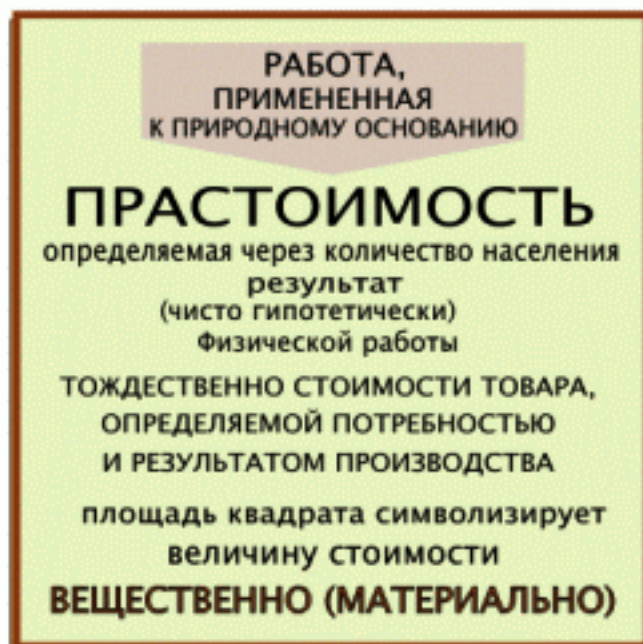 РАБОТА,
ПРИМЕНЕННАЯ
К ПРИРОДНОМУ ОСНОВАНИЮ
ПРАСТОИМОСТЬ
определяемая через количество населения
результат
(чисто гипотетически)
Физической работы
ТОЖДЕСТВЕННО СТОИМОСТИ ТОВАРА,
ОПРЕДЕЛЯЕМОЙ ПОТРЕБНОСТЬЮ
И РЕЗУЛЬТАТОМ ПРОИЗВОДСТВА
площадь квадрата символизирует
величину стоимости
ВЕЩЕСТВЕННО (МАТЕРИАЛЬНО)